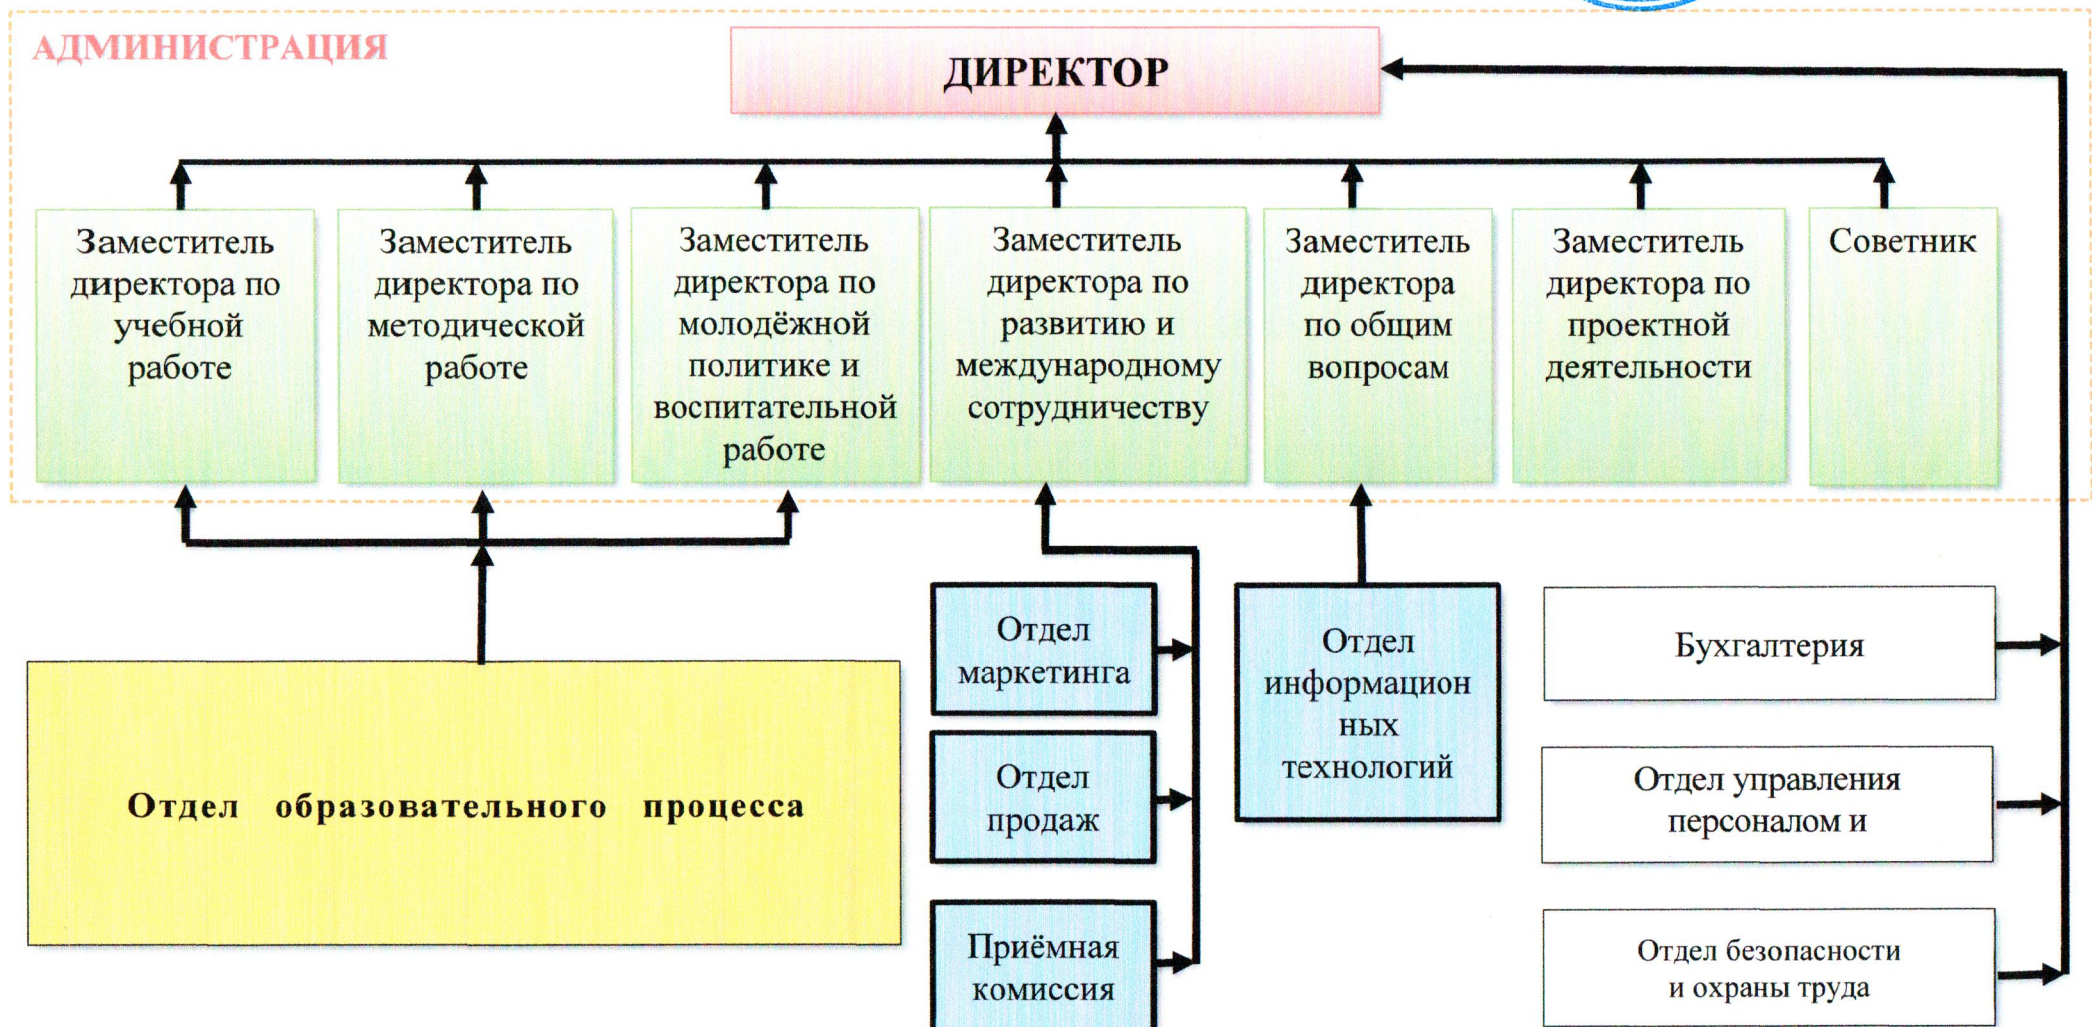 АДМИНИСТРАЦИЯ
ДИРЕКТОР
Заместитель
директора по
учебной
работе
Заместитель
директора по
методической
работе
Заместитель
директора по
молодёжной
политике и
воспитательной
работе
Заместитель
директора по
развитию и
международному
сотрудничеству
Заместитель
директора
по общим
вопросам
Заместитель
директора по
проектной
деятельности
Советник
Отдел образовательного процесса
Отдел
маркетинга
Отдел
продаж
Приёмная
комиссия
Отдел
информацион
ных
технологий
Бухгалтерия
Отдел управления
персоналом и
Отдел безопасности
и охраны труда